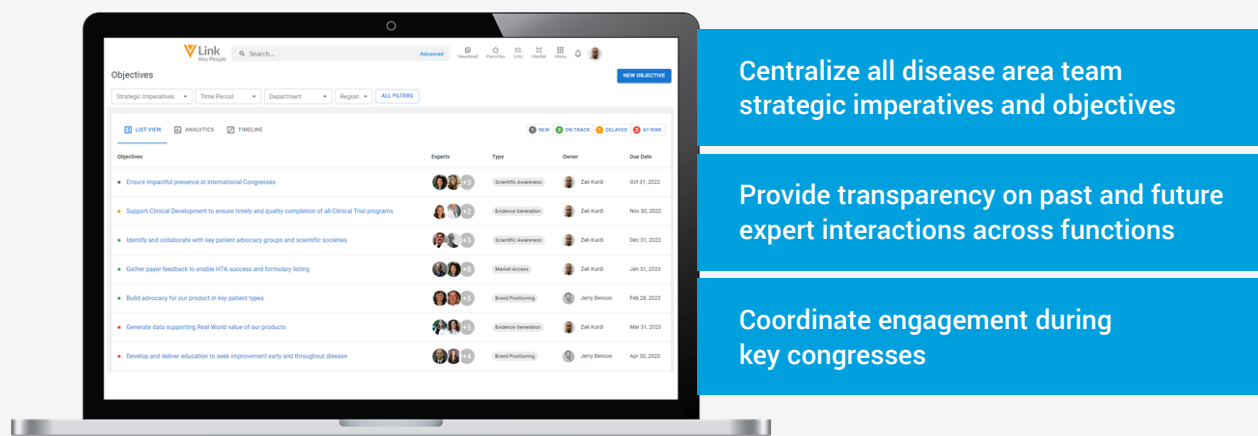 Link
Key People
Search...
Advanced
Newsfeed
Favorites
Lists
Market
Menu
Objectives
NEW OBJECTIVE
Strategic Imperatives
Time Period
Department
Region
ALL FILTERS
LIST VIEW
ANALYTICS
TIMELINE
1 NEW
3 ON TRACK
1 DELAYED
2 AT RISK
Objectives Experts Type Owner Due Date
Ensure impactful presence at international Congresses +3 Scientific Awareness Zak Kurdi Oct 31, 2022
Support Clinical Development to ensure timely and quality completion of all Clinical Trial programs +2 Evidence Generation Zak Kurdi Nov 30, 2022
Identify and collaborate with key patient advocacy groups and scientific societies +3 Scientific Awareness Zak Kurdi Dec 31, 2022
Gather payer feedback to enable HTA success and formulary listing +8 Market Access Zak Kurdi Jan 31, 2023
Build advocacy for our product in key patient types +5 Brand Positioning Jerry Benson Feb 28, 2023
Generate data supporting Real World value of our products +5 Evidence Generation Zak Kurdi Mar 31, 2023
Develop and deliver education to seek improvement early and throughout disease +4 Brand Positioning Jerry Benson Apr 30, 2023
Centralize all disease area team
strategic imperatives and objectives
Provide transparency on past and future
expert interactions across functions
Coordinate engagement during
key congresses